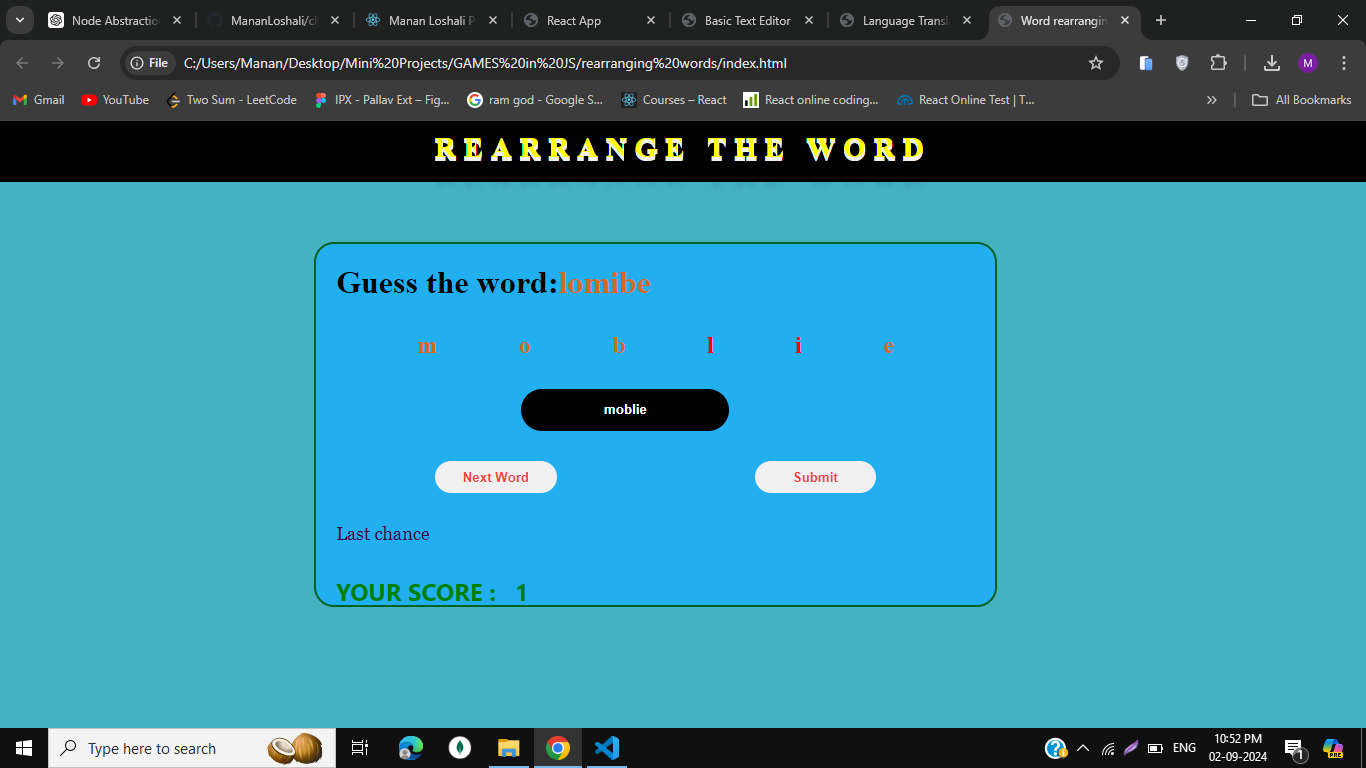 Node Abstractio
MananLoshali/cl
Manan Loshali P
React App
Basic Text Editor
Language Transl
Word rearranging
File
C:/Users/Manan/Desktop/Mini%20Projects/GAMES%20in%20JS/rearranging%20words/index.html
M
Gmail
YouTube
Two Sum - LeetCode
IPX - Pallav Ext – Fig...
ram god - Google S...
Courses – React
React online coding...
React Online Test | T...
All Bookmarks
REARRANGE THE WORD
Guess the word:lomibe
m o b l i e
moblie
Next Word Submit
Last chance
YOUR SCORE : 1
Type here to search
ENG
10:52 PM
02-09-2024
1
PRE